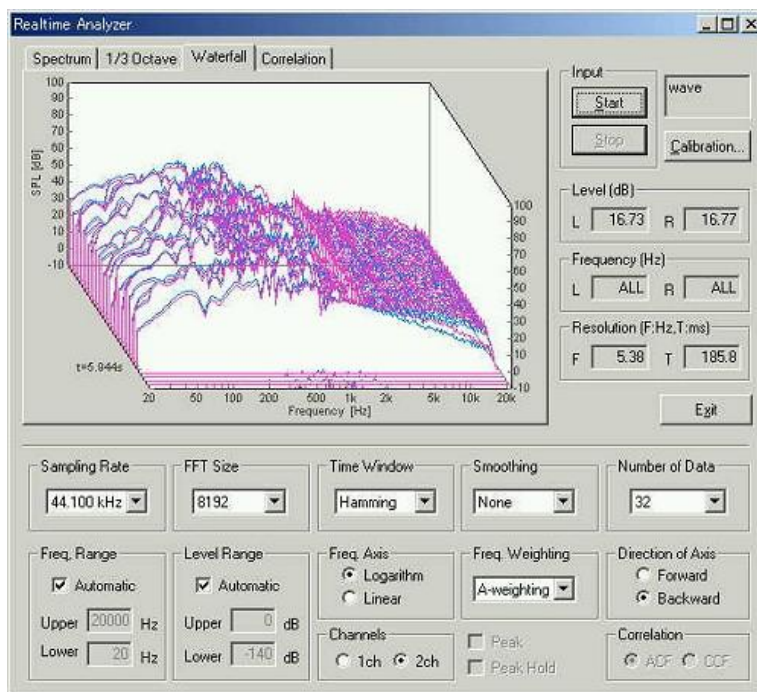 Realtime Analyzer
Spectrum 1/3 Octave Waterfall Correlation
SPL [dB]
100
90
80
70
60
50
40
30
20
10
0
-10
100
90
80
70
60
50
40
30
20
10
0
-10
t=5.944s
20 50 100 200 500 1k 2k 5k 10k 20k
Frequency [Hz]
Input
Start
Stop
wave
Calibration...
Level (dB)
L 16.73 R 16.77
Frequency (Hz)
L ALL R ALL
Resolution (F:Hz,T:ms)
F 5.38 T 185.8
Exit
Sampling Rate
44.100 kHz
FFT Size
8192
Time Window
Hamming
Smoothing
None
Number of Data
32
Freq. Range
Automatic
Upper 20000 Hz
Lower 20 Hz
Level Range
Automatic
Upper 0 dB
Lower -140 dB
Freq. Axis
Logarithm
Linear
Freq. Weighting
A-weighting
Direction of Axis
Forward
Backward
Channels
1ch 2ch
Peak
Peak Hold
Correlation
ACF CCF